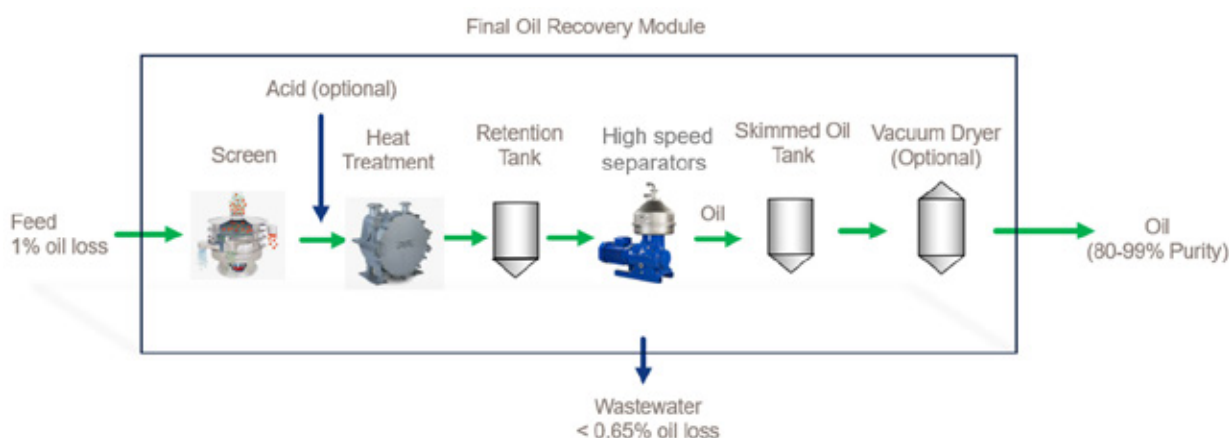 Final Oil Recovery Module
Acid (optional)
Screen
Heat
Treatment
Retention
Tank
High speed
separators
Skimmed Oil
Tank
Vacuum Dryer
(Optional)
Feed
1% oil loss
Oil
Oil
(80-99% Purity)
Wastewater
< 0.65% oil loss